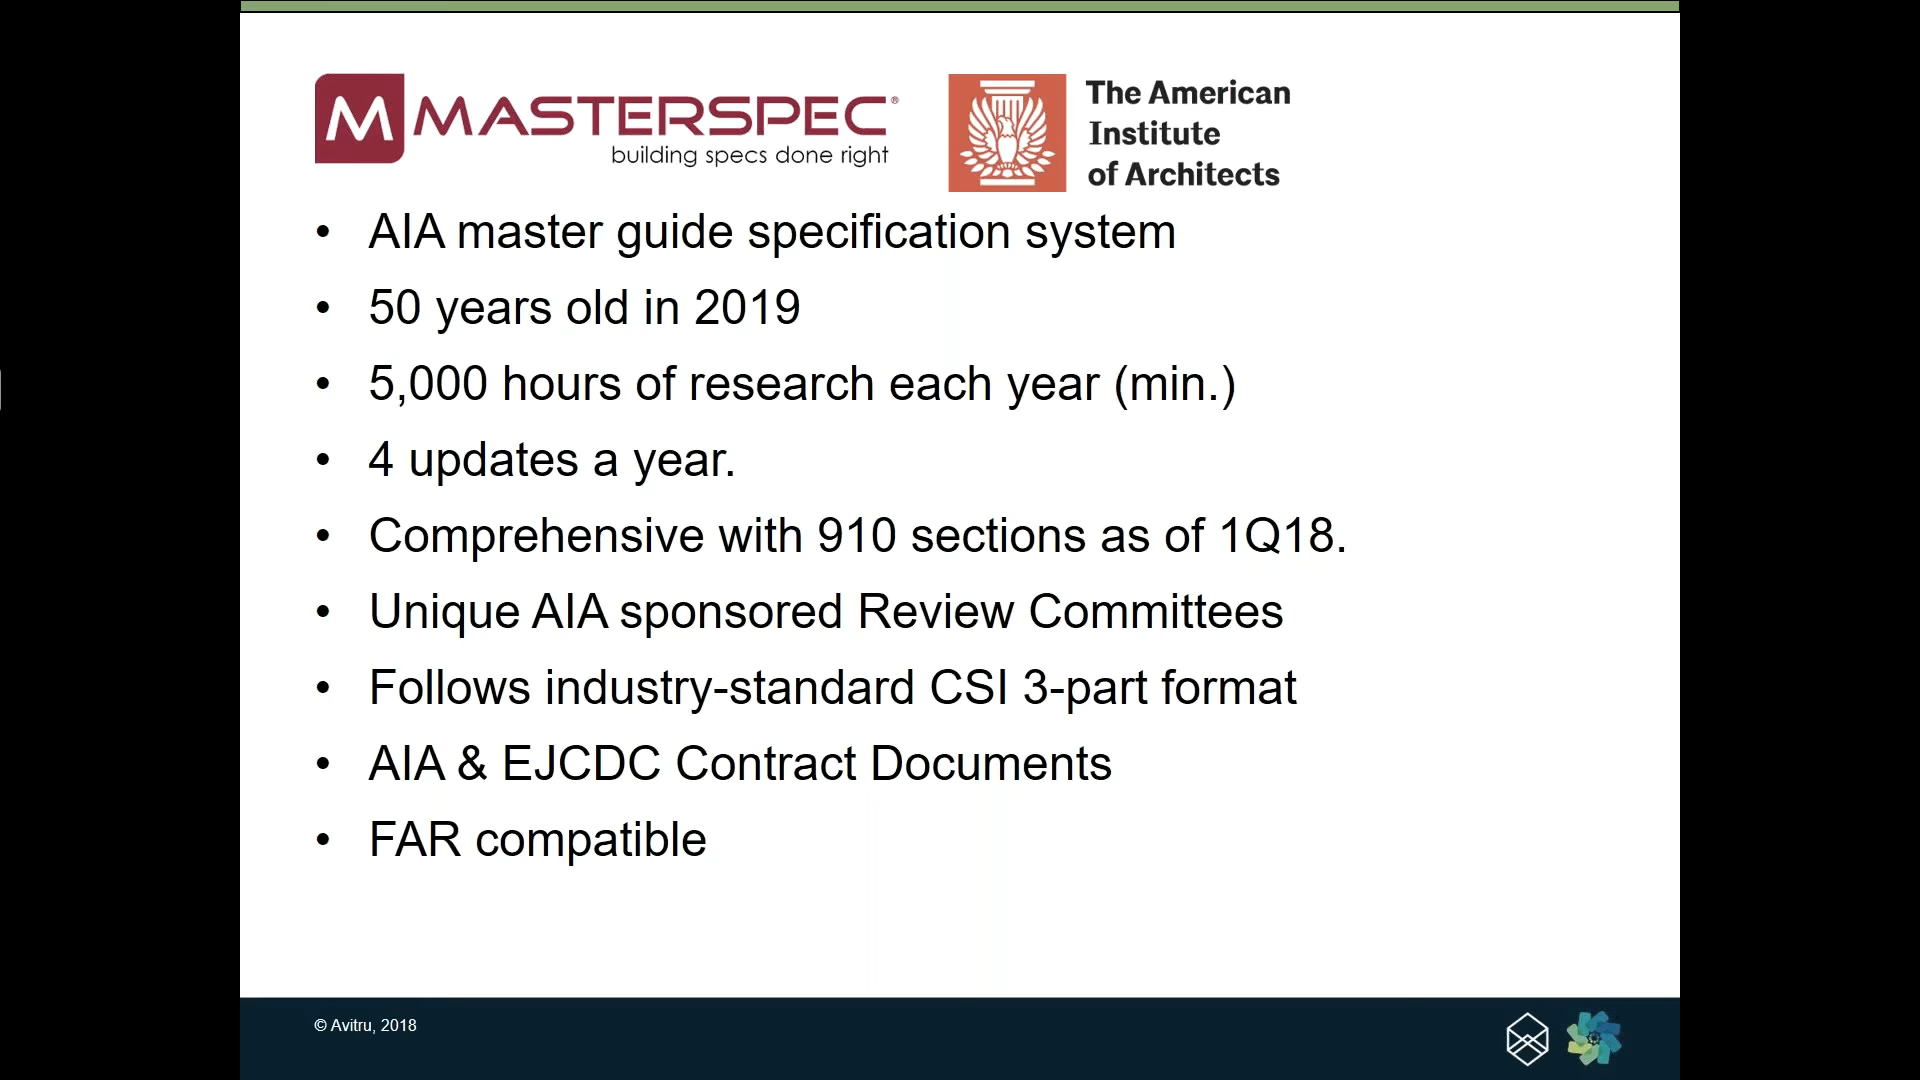 M MASTERSPEC®
building specs done right
The American
Institute
of Architects
• AIA master guide specification system
• 50 years old in 2019
• 5,000 hours of research each year (min.)
• 4 updates a year.
• Comprehensive with 910 sections as of 1Q18.
• Unique AIA sponsored Review Committees
• Follows industry-standard CSI 3-part format
• AIA & EJCDC Contract Documents
• FAR compatible
© Avitru, 2018